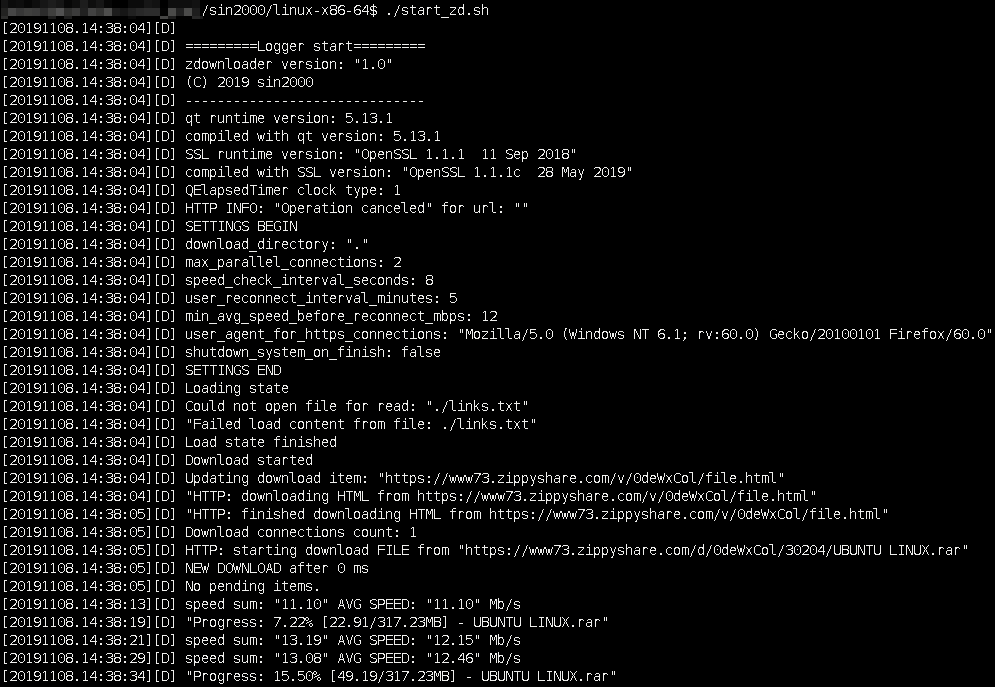 /sin2000/linux-x86-64$ ./start_zd.sh
[20191108.14:38:04][D]
[20191108.14:38:04][D] =========Logger start=========
[20191108.14:38:04][D] zdownloader version: "1.0"
[20191108.14:38:04][D] (C) 2019 sin2000
[20191108.14:38:04][D] ------------------------------
[20191108.14:38:04][D] qt runtime version: 5.13.1
[20191108.14:38:04][D] compiled with qt version: 5.13.1
[20191108.14:38:04][D] SSL runtime version: "OpenSSL 1.1.1  11 Sep 2018"
[20191108.14:38:04][D] compiled with SSL version: "OpenSSL 1.1.1c  28 May 2019"
[20191108.14:38:04][D] QElapsedTimer clock type: 1
[20191108.14:38:04][D] HTTP INFO: "Operation canceled" for url: ""
[20191108.14:38:04][D] SETTINGS BEGIN
[20191108.14:38:04][D] download_directory: "."
[20191108.14:38:04][D] max_parallel_connections: 2
[20191108.14:38:04][D] speed_check_interval_seconds: 8
[20191108.14:38:04][D] user_reconnect_interval_minutes: 5
[20191108.14:38:04][D] min_avg_speed_before_reconnect_mbps: 12
[20191108.14:38:04][D] user_agent_for_https_connections: "Mozilla/5.0 (Windows NT 6.1; rv:60.0) Gecko/20100101 Firefox/60.0"
[20191108.14:38:04][D] shutdown_system_on_finish: false
[20191108.14:38:04][D] SETTINGS END
[20191108.14:38:04][D] Loading state
[20191108.14:38:04][D] Could not open file for read: "./links.txt"
[20191108.14:38:04][D] "Failed load content from file: ./links.txt"
[20191108.14:38:04][D] Load state finished
[20191108.14:38:04][D] Download started
[20191108.14:38:04][D] Updating download item: "https://www73.zippyshare.com/v/0deWxCol/file.html"
[20191108.14:38:04][D] "HTTP: downloading HTML from https://www73.zippyshare.com/v/0deWxCol/file.html"
[20191108.14:38:05][D] "HTTP: finished downloading HTML from https://www73.zippyshare.com/v/0deWxCol/file.html"
[20191108.14:38:05][D] Download connections count: 1
[20191108.14:38:05][D] HTTP: starting download FILE from "https://www73.zippyshare.com/d/0deWxCol/30204/UBUNTU LINUX.rar"
[20191108.14:38:05][D] NEW DOWNLOAD after 0 ms
[20191108.14:38:05][D] No pending items.
[20191108.14:38:13][D] speed sum: "11.10" AVG SPEED: "11.10" Mb/s
[20191108.14:38:19][D] "Progress: 7.22% [22.91/317.23MB] - UBUNTU LINUX.rar"
[20191108.14:38:21][D] speed sum: "13.19" AVG SPEED: "12.15" Mb/s
[20191108.14:38:29][D] speed sum: "13.08" AVG SPEED: "12.46" Mb/s
[20191108.14:38:34][D] "Progress: 15.50% [49.19/317.23MB] - UBUNTU LINUX.rar"